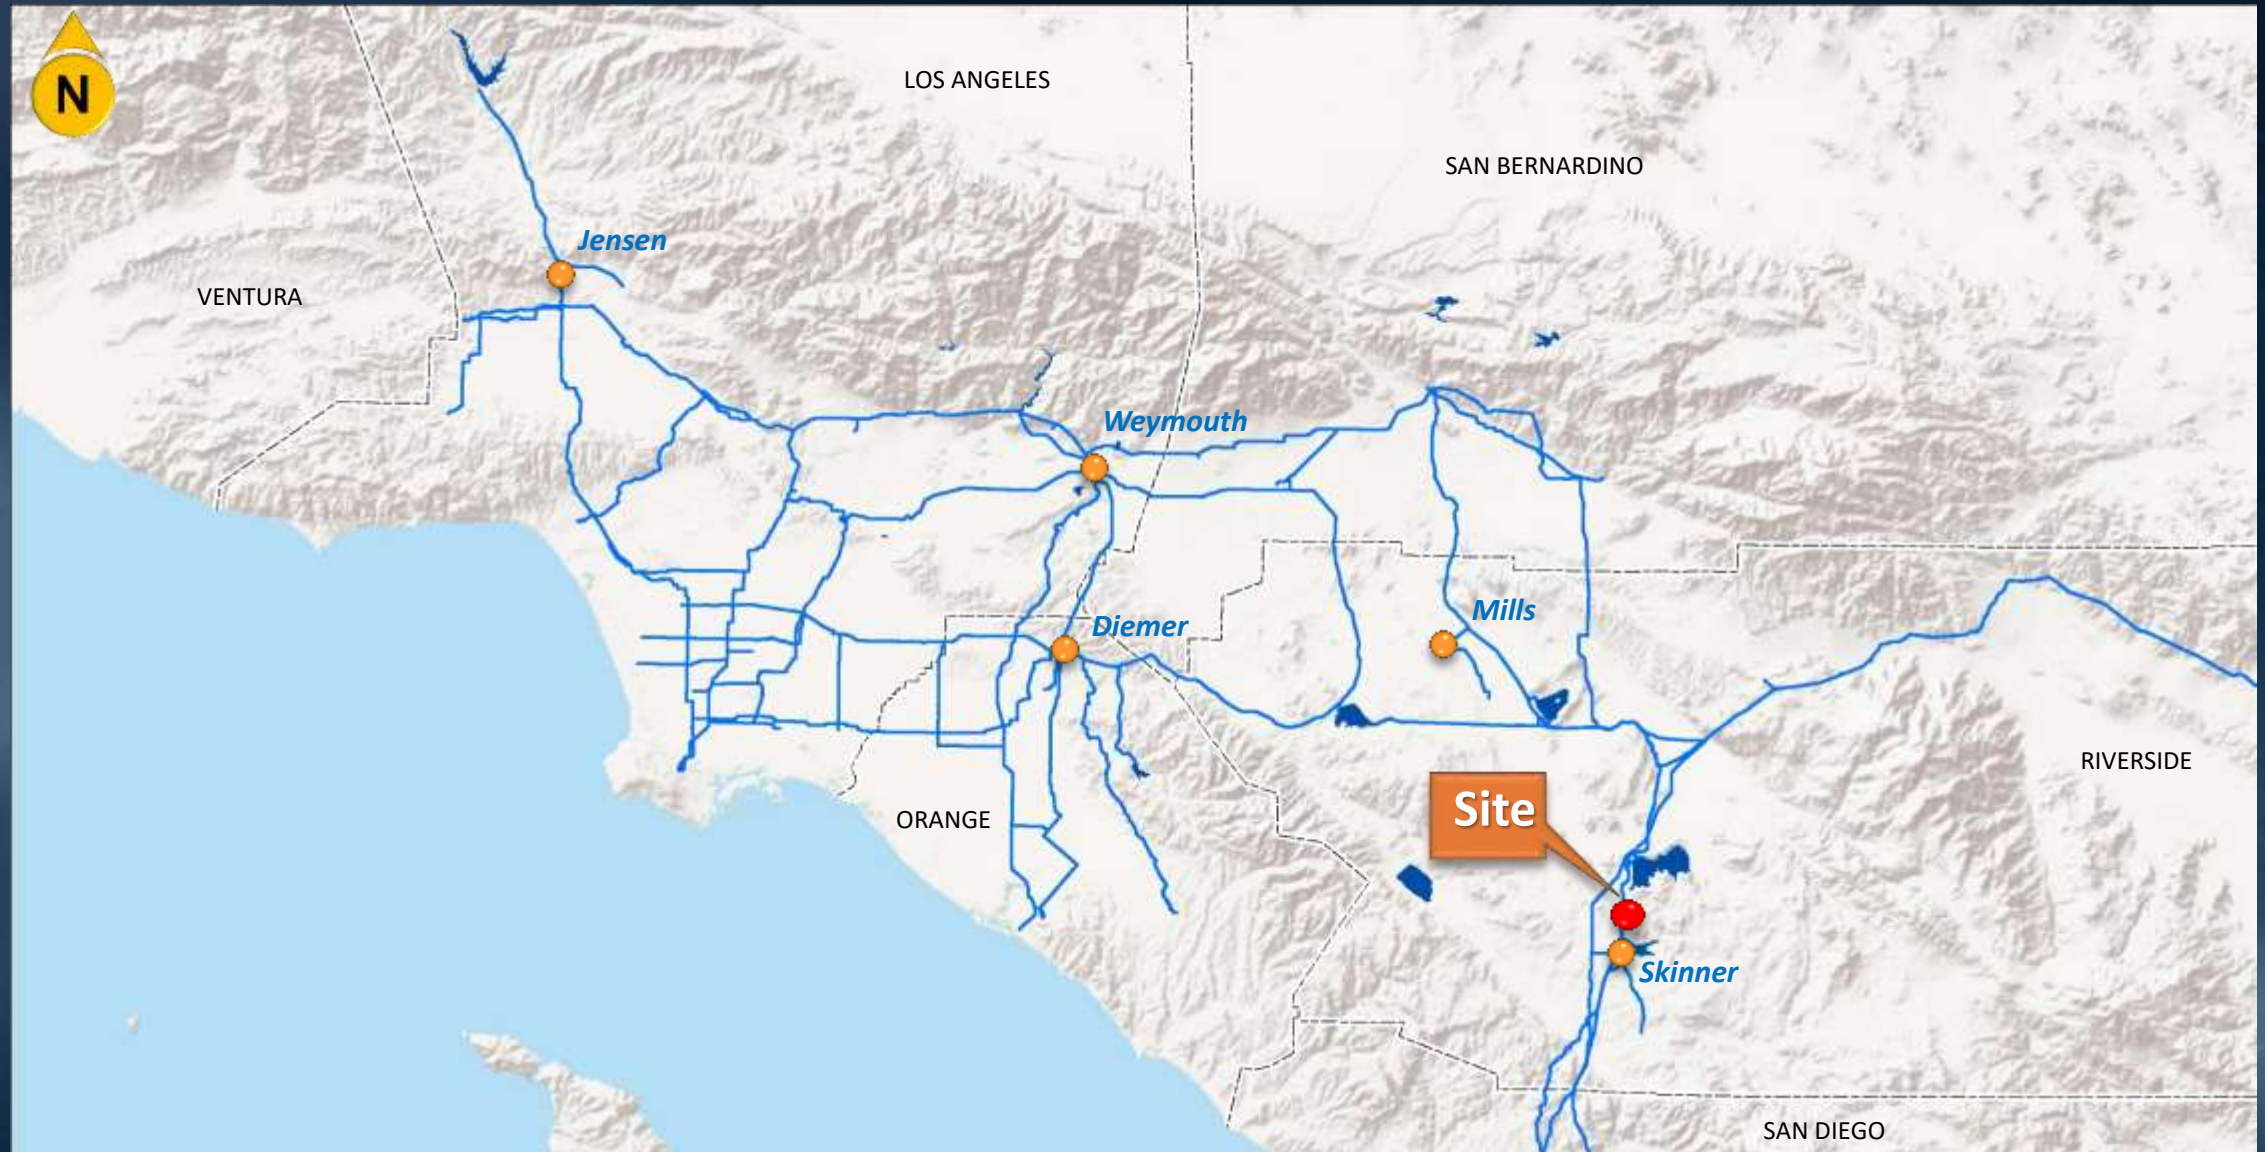 N
LOS ANGELES
SAN BERNARDINO
Jensen
VENTURA
Weymouth
Mills
Diemer
RIVERSIDE
Site
ORANGE
Skinner
SAN DIEGO